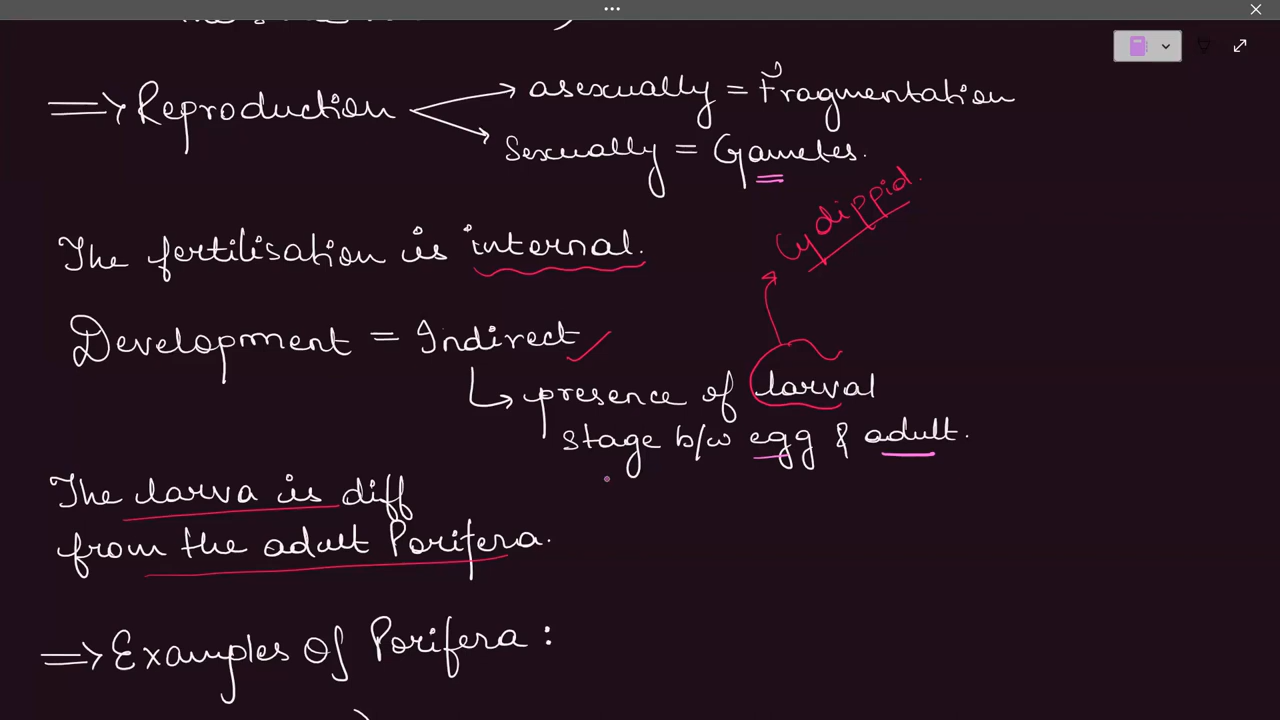 ⇒ Reproduction
asexually = Fragmentation
Sexually = Gametes.
Cydippid.
The fertilisation is internal.
Development = Indirect
presence of larval
stage b/w egg & adult.
The larva is diff
from the adult Porifera.
⇒ Examples of Porifera: